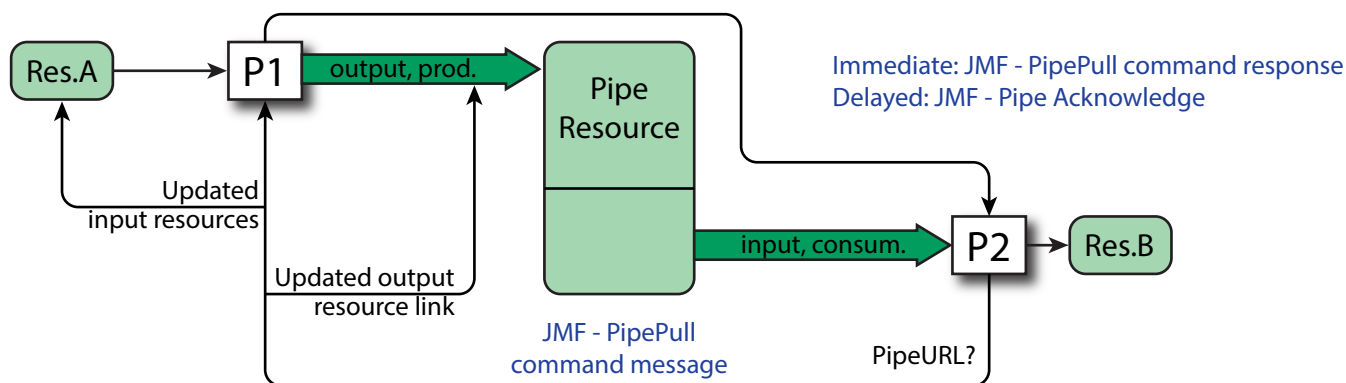 Res.A
P1
output, prod.
Pipe
Resource
Immediate: JMF - PipePull command response
Delayed: JMF - Pipe Acknowledge
Updated
input resources
input, consum.
P2
Res.B
Updated output
resource link
JMF - PipePull
command message
PipeURL?